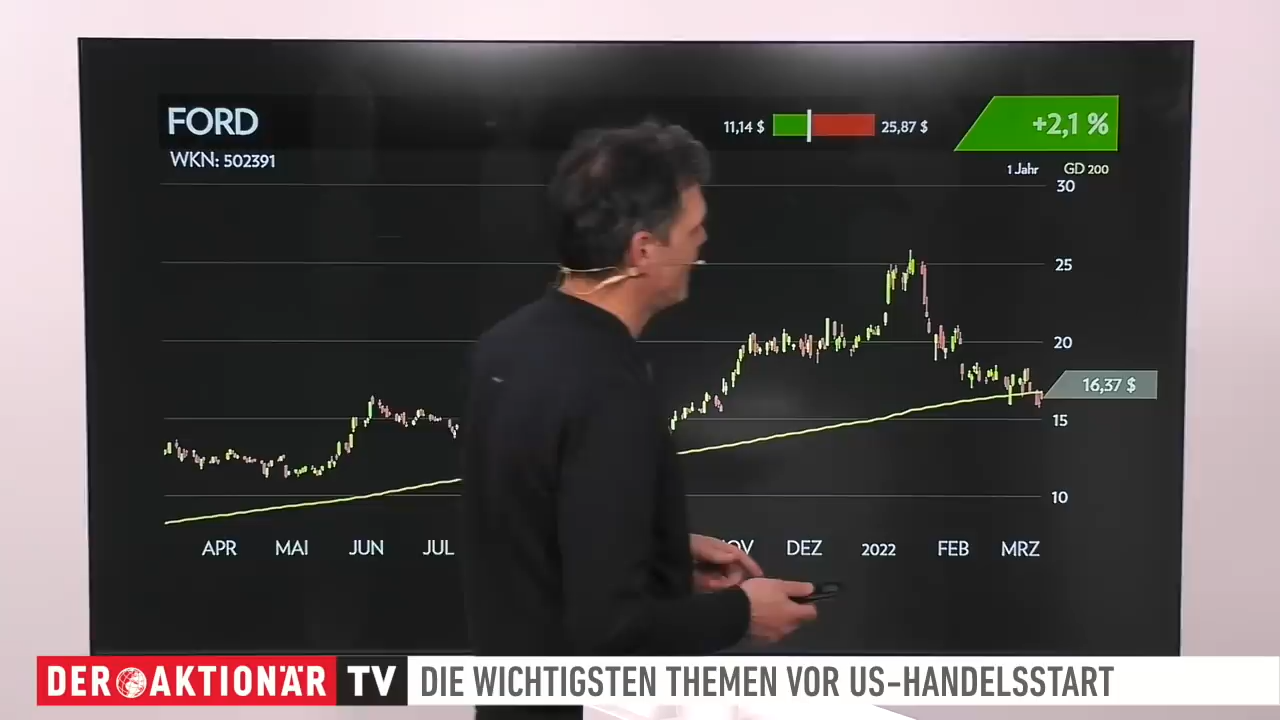 FORD
WKN: 502391
11,14 $
25,87 $
+2,1 %
1 Jahr
GD 200
30
25
20
16,37 $
15
10
APR MAI JUN JUL OV DEZ 2022 FEB MRZ
DER AKTIONÄR TV DIE WICHTIGSTEN THEMEN VOR US-HANDELSSTART